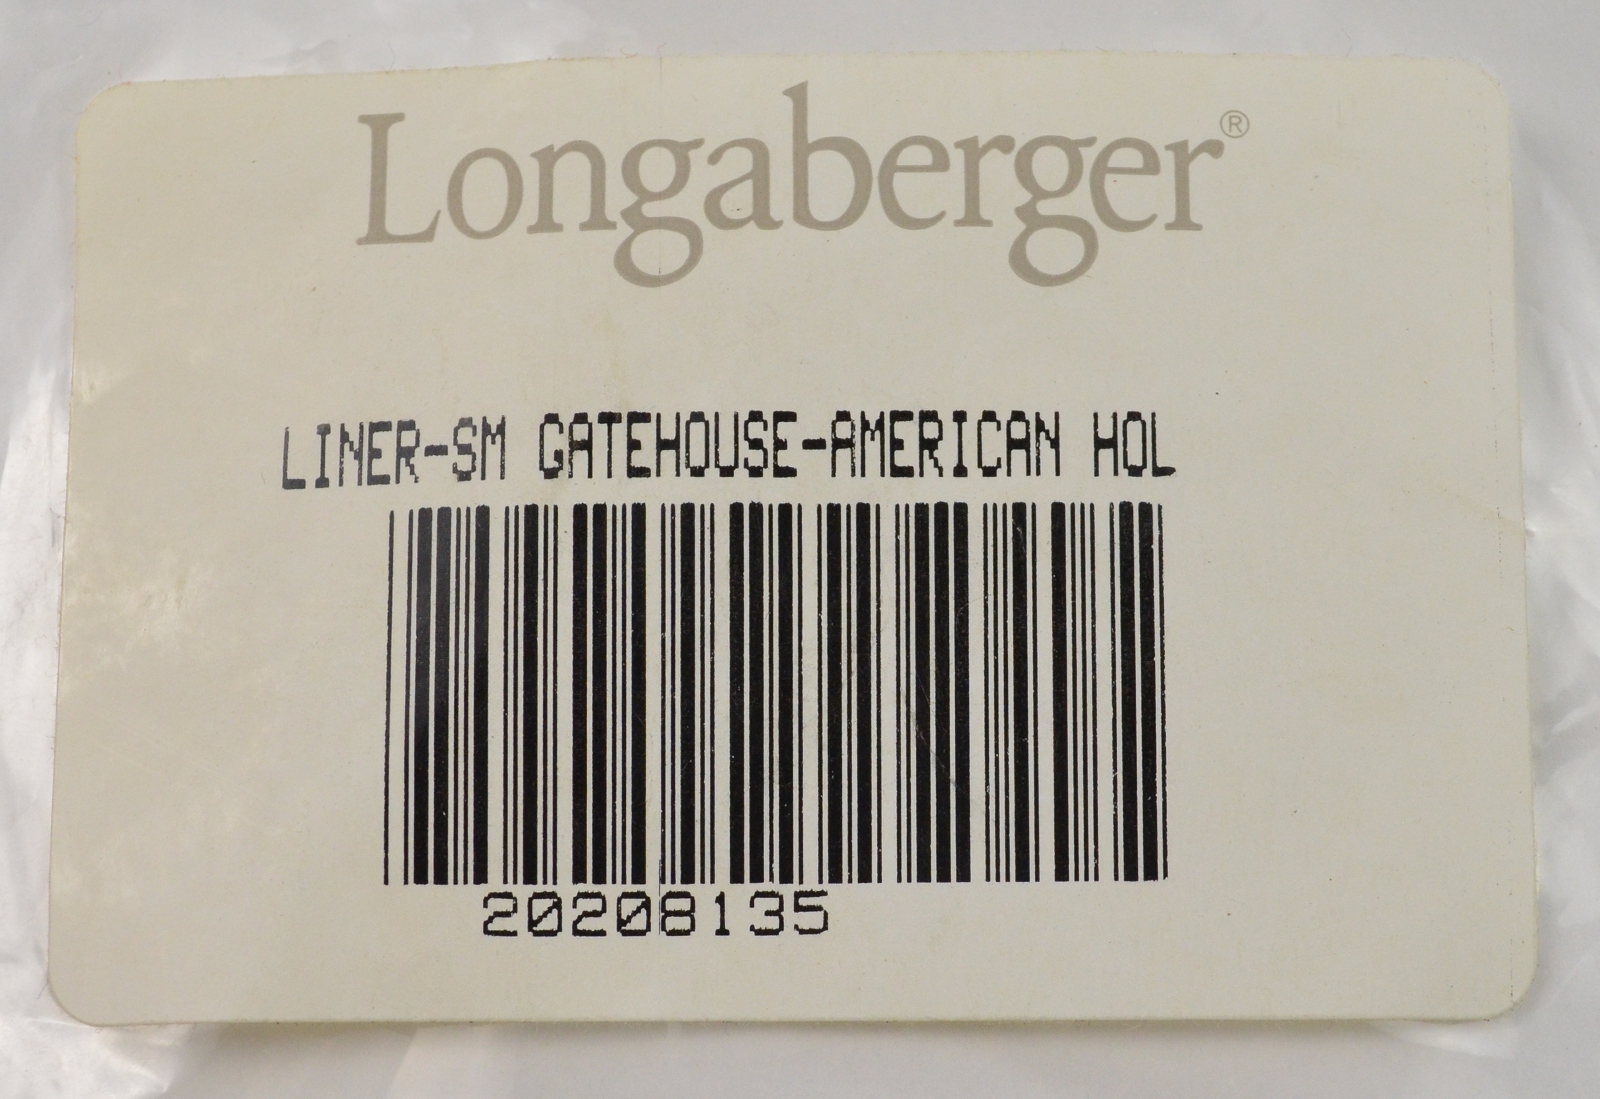 Longaberger®
LINER-SM GATEHOUSE-AMERICAN HOL
20208135